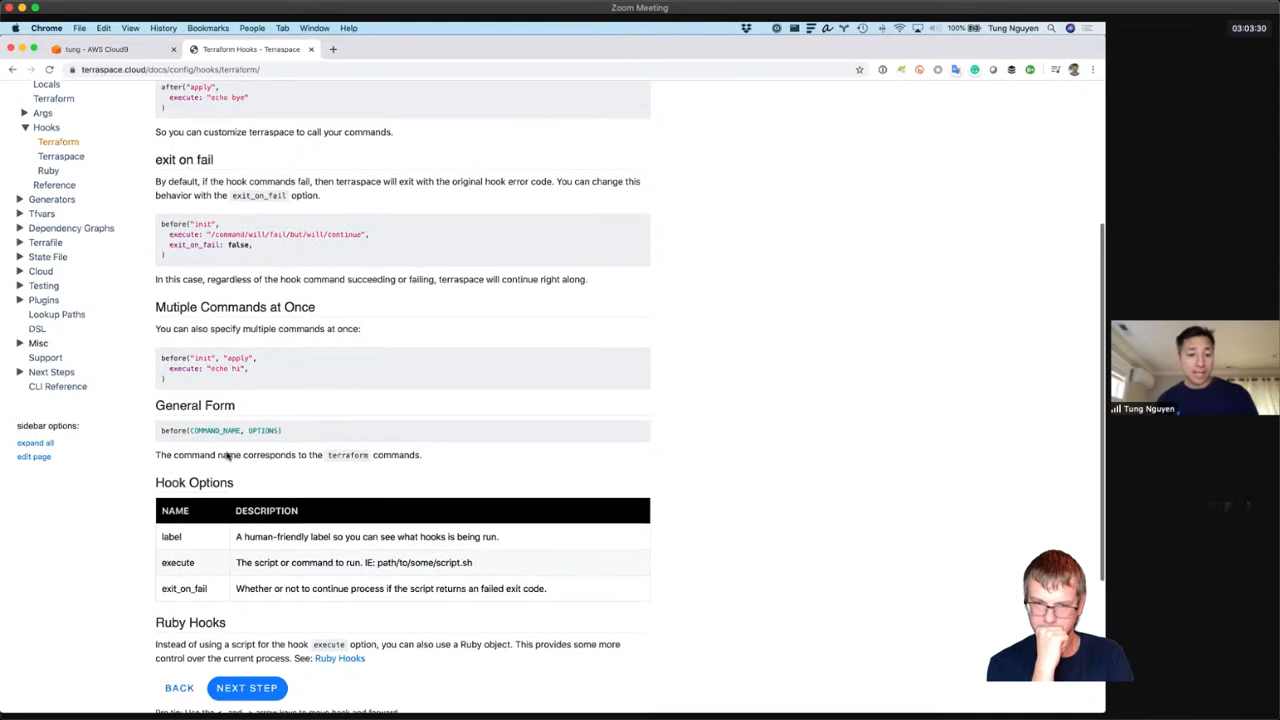 Zoom Meeting
Chrome File Edit View History Bookmarks People Tab Window Help
100% Tung Nguyen
03:03:30
tung - AWS Cloud9
Terraform Hooks - Terraspace
terraspace.cloud/docs/config/hooks/terraform/
Locals
Terraform
Args
Hooks
Terraform
Terraspace
Ruby
Reference
Generators
Tfvars
Dependency Graphs
Terrafile
State File
Cloud
Testing
Plugins
Lookup Paths
DSL
Misc
Support
Next Steps
CLI Reference
sidebar options:
expand all
edit page
after("apply",
execute: "echo bye"
)
So you can customize terraspace to call your commands.
exit on fail
By default, if the hook commands fail, then terraspace will exit with the original hook error code. You can change this
behavior with the exit_on_fail option.
before("init",
execute: "/command/will/fail/but/will/continue",
exit_on_fail: false,
)
In this case, regardless of the hook command succeeding or failing, terraspace will continue right along.
Mutiple Commands at Once
You can also specify multiple commands at once:
before("init", "apply",
execute: "echo hi",
)
General Form
before(COMMAND_NAME, OPTIONS)
The command name corresponds to the terraform commands.
Hook Options
NAME DESCRIPTION
label A human-friendly label so you can see what hooks is being run.
execute The script or command to run. IE: path/to/some/script.sh
exit_on_fail Whether or not to continue process if the script returns an failed exit code.
Ruby Hooks
Instead of using a script for the hook execute option, you can also use a Ruby object. This provides some more
control over the current process. See: Ruby Hooks
BACK NEXT STEP
Tung Nguyen